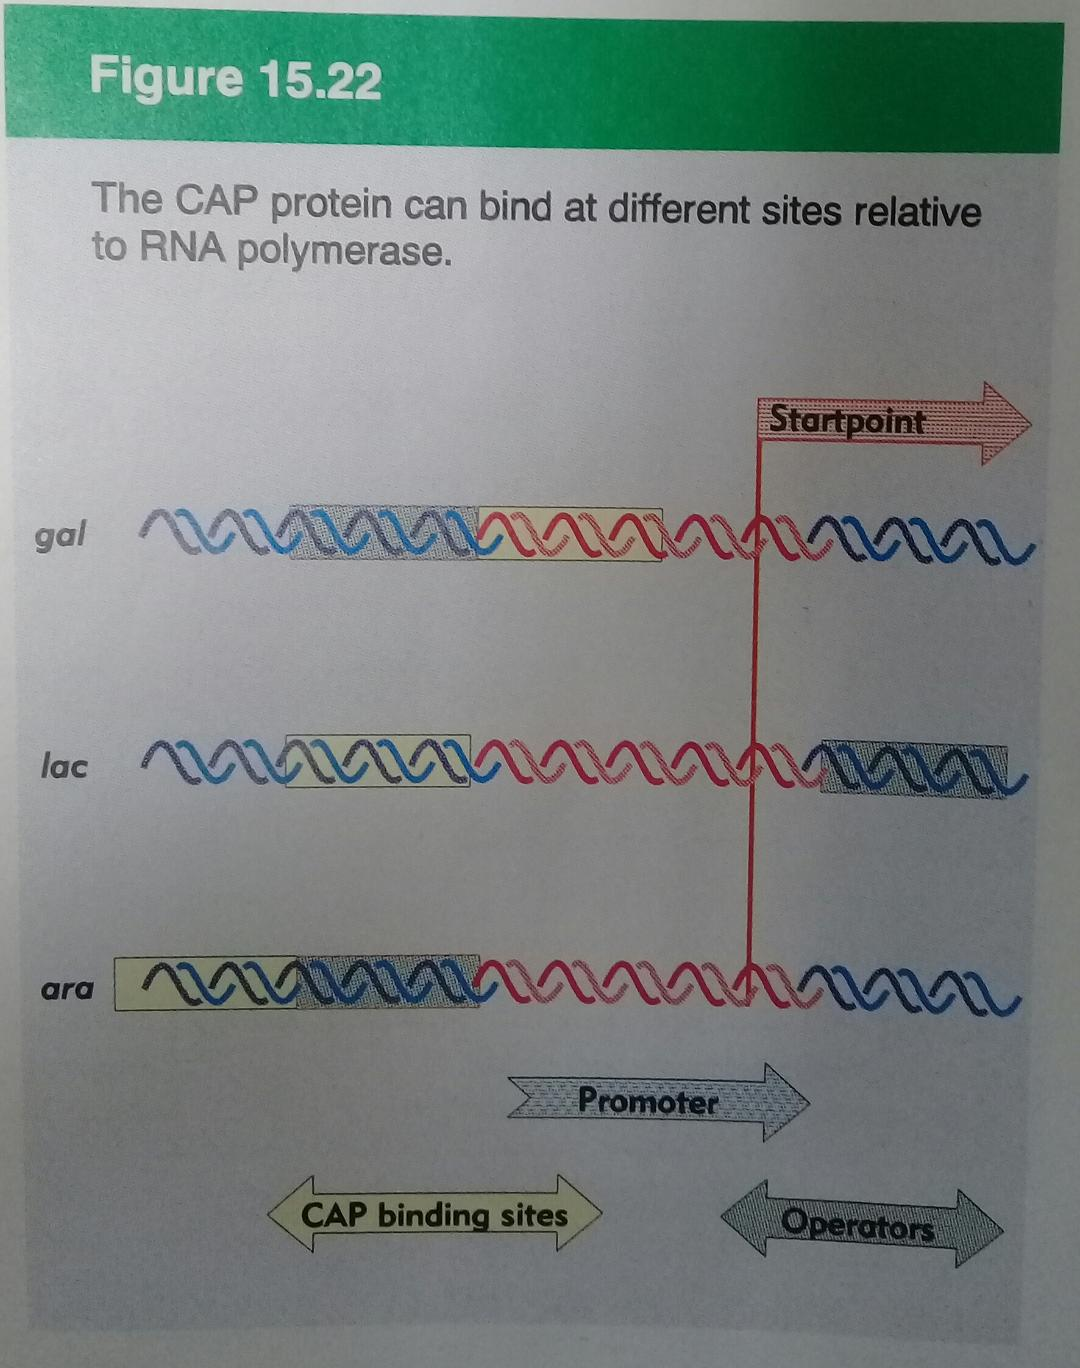 Figure 15.22
The CAP protein can bind at different sites relative
to RNA polymerase.
Startpoint
gal
lac
ara
Promoter
CAP binding sites
Operators